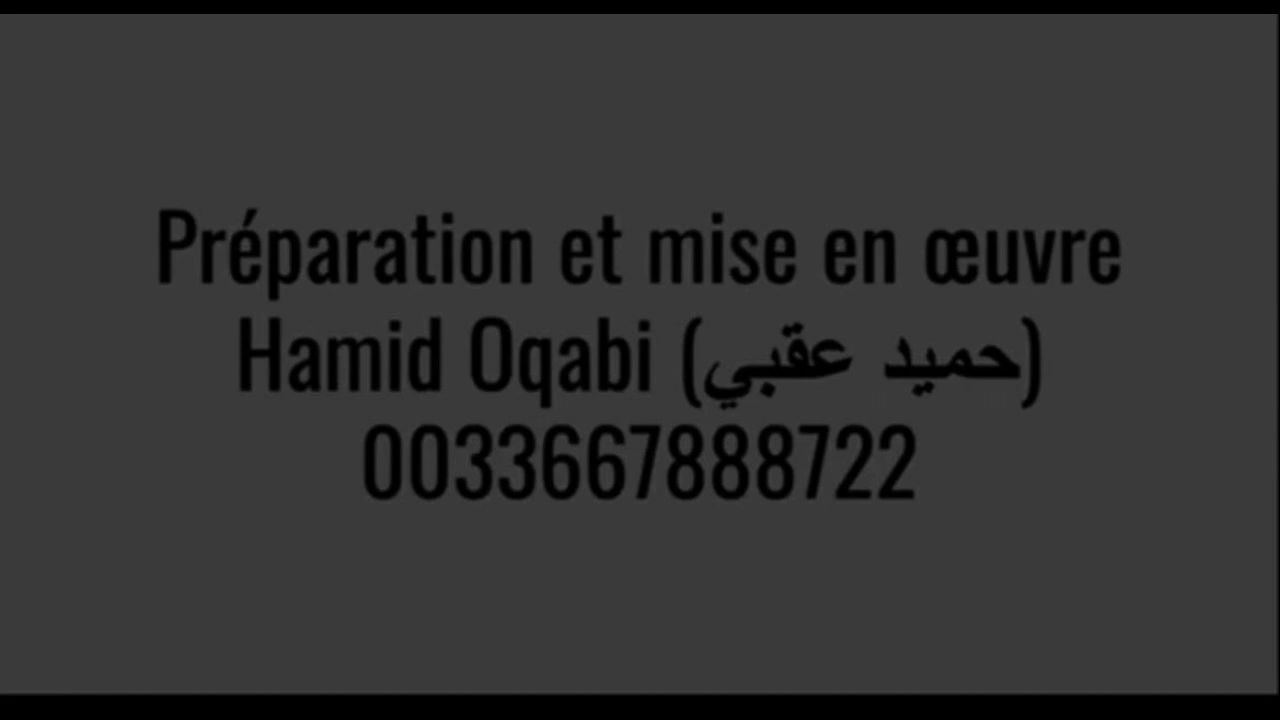 Préparation et mise en œuvre
Hamid Oqabi (حميد عقبي)
0033667888722